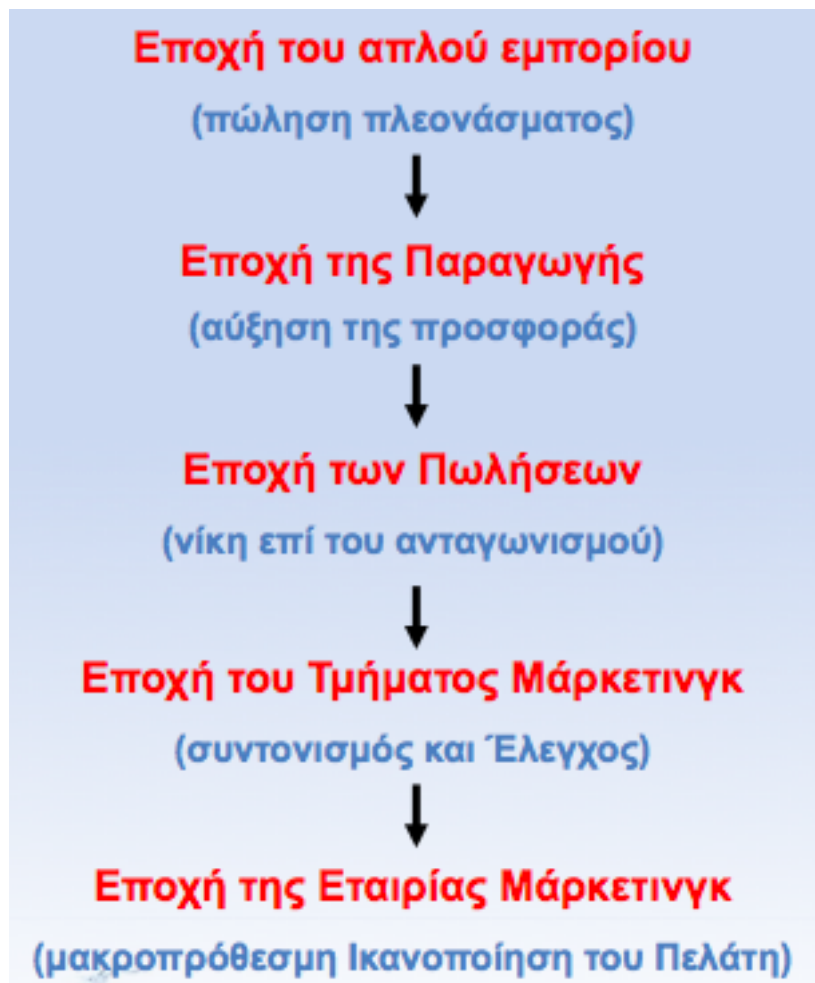 Εποχή του απλού εμπορίου
(πώληση πλεονάσματος)
Εποχή της Παραγωγής
(αύξηση της προσφοράς)
Εποχή των Πωλήσεων
(νίκη επί του ανταγωνισμού)
Εποχή του Τμήματος Μάρκετινγκ
(συντονισμός και Έλεγχος)
Εποχή της Εταιρίας Μάρκετινγκ
(μακροπρόθεσμη Ικανοποίηση του Πελάτη)